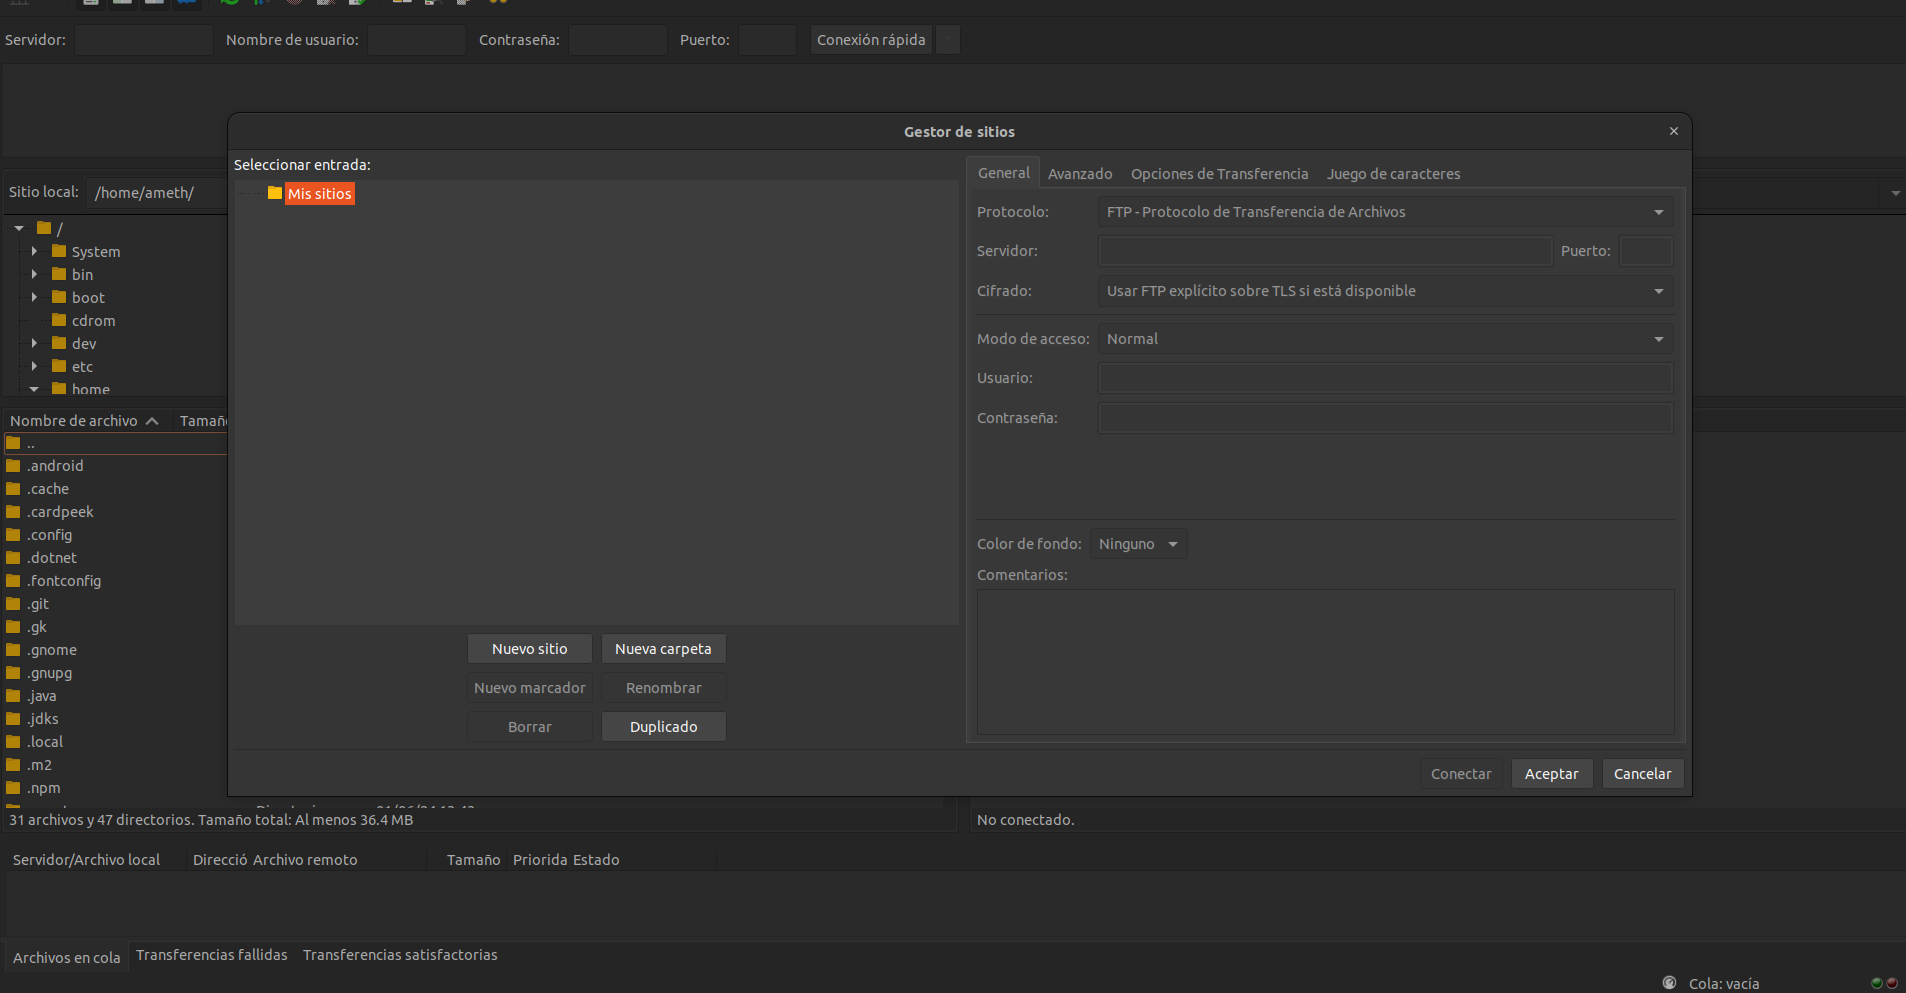 Servidor: Nombre de usuario: Contraseña: Puerto: Conexión rápida
Gestor de sitios
Seleccionar entrada:
Mis sitios
General Avanzado Opciones de Transferencia Juego de caracteres
Protocolo: FTP - Protocolo de Transferencia de Archivos
Servidor: Puerto:
Cifrado: Usar FTP explícito sobre TLS si está disponible
Modo de acceso: Normal
Usuario:
Contraseña:
Color de fondo: Ninguno
Comentarios:
Nuevo sitio Nueva carpeta
Nuevo marcador Renombrar
Borrar Duplicado
Conectar Aceptar Cancelar
Sitio local: /home/ameth/
/
System
bin
boot
cdrom
dev
etc
home
Nombre de archivo Tamañ
..
.android
.cache
.cardpeek
.config
.dotnet
.fontconfig
.git
.gk
.gnome
.gnupg
.java
.jdks
.local
.m2
.npm
31 archivos y 47 directorios. Tamaño total: Al menos 36.4 MB
No conectado.
Servidor/Archivo local Direcció Archivo remoto Tamaño Priorida Estado
Archivos en cola Transferencias fallidas Transferencias satisfactorias
Cola: vacía